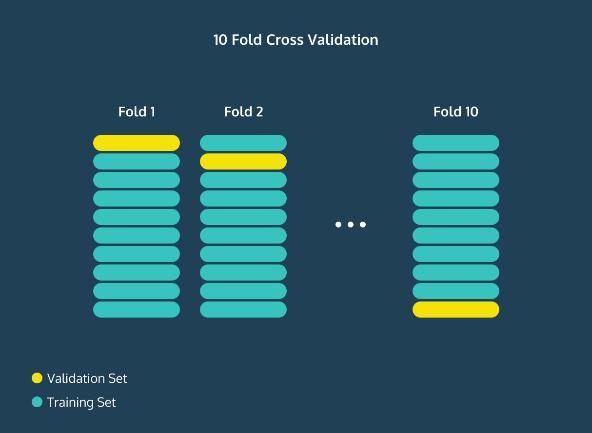 10 Fold Cross Validation
Fold 1
Fold 2
Fold 10
Validation Set
Training Set